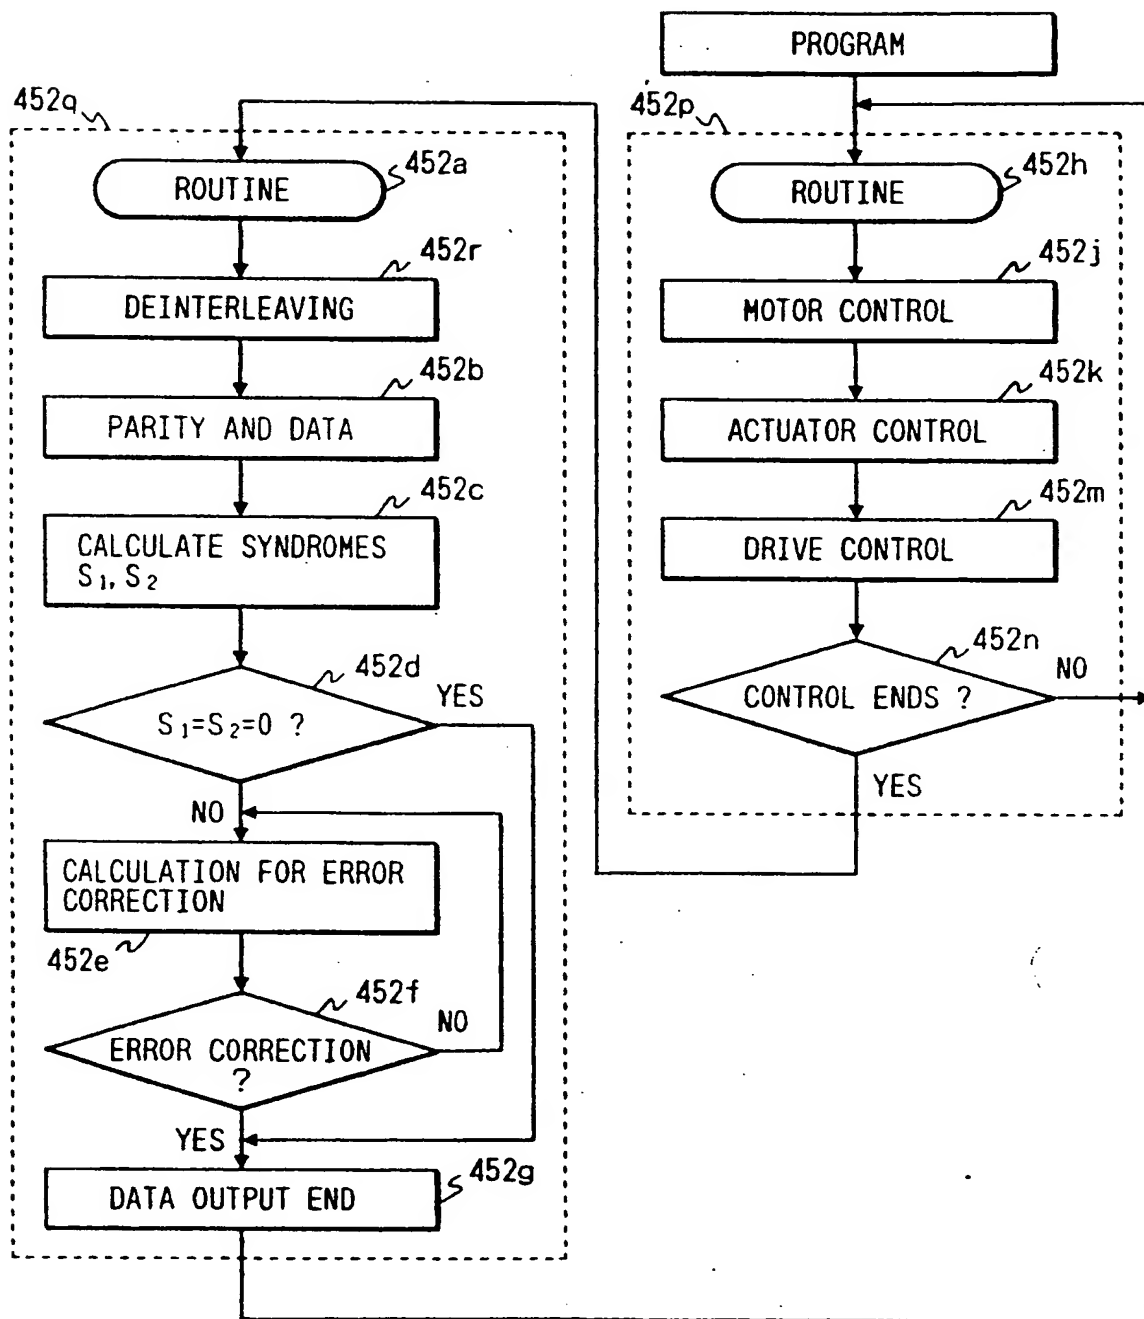 PROGRAM
452q
452p
ROUTINE
452a
452r
DEINTERLEAVING
452b
PARITY AND DATA
452c
CALCULATE SYNDROMES
S1, S2
452d
YES
S1=S2=0 ?
NO
CALCULATION FOR ERROR
CORRECTION
452e
452f
NO
ERROR CORRECTION
?
YES
452g
DATA OUTPUT END
ROUTINE
452h
452j
MOTOR CONTROL
452k
ACTUATOR CONTROL
452m
DRIVE CONTROL
452n
NO
CONTROL ENDS ?
YES